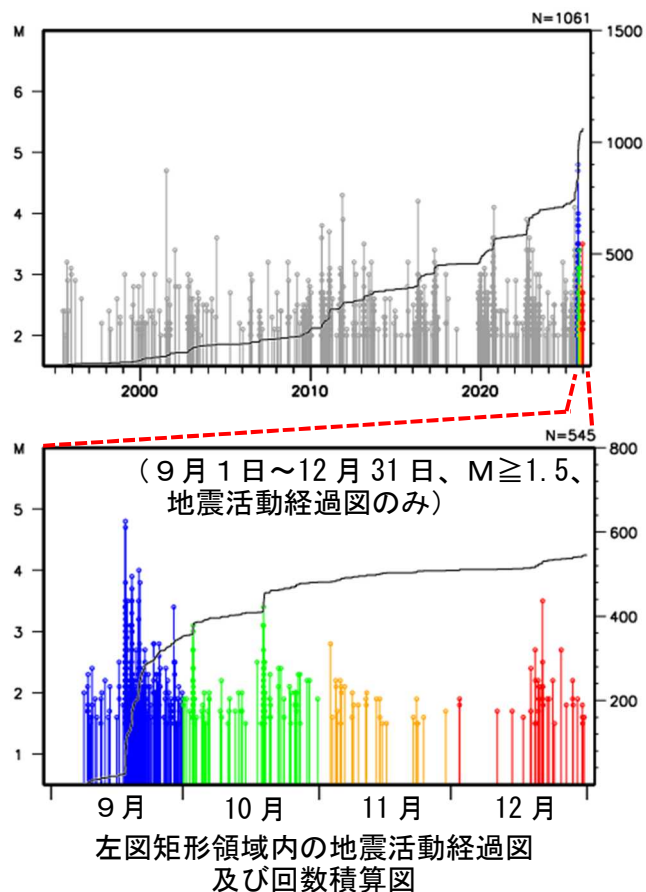 M
N=1061
1500
6
1000
5
4
500
3
2
2000
2010
2020
M
N=545
800
(９月１日～12月31日、Ｍ≧1.5、
地震活動経過図のみ)
5
600
4
400
3
2
200
1
９月
10月
11月
12月
左図矩形領域内の地震活動経過図
及び回数積算図